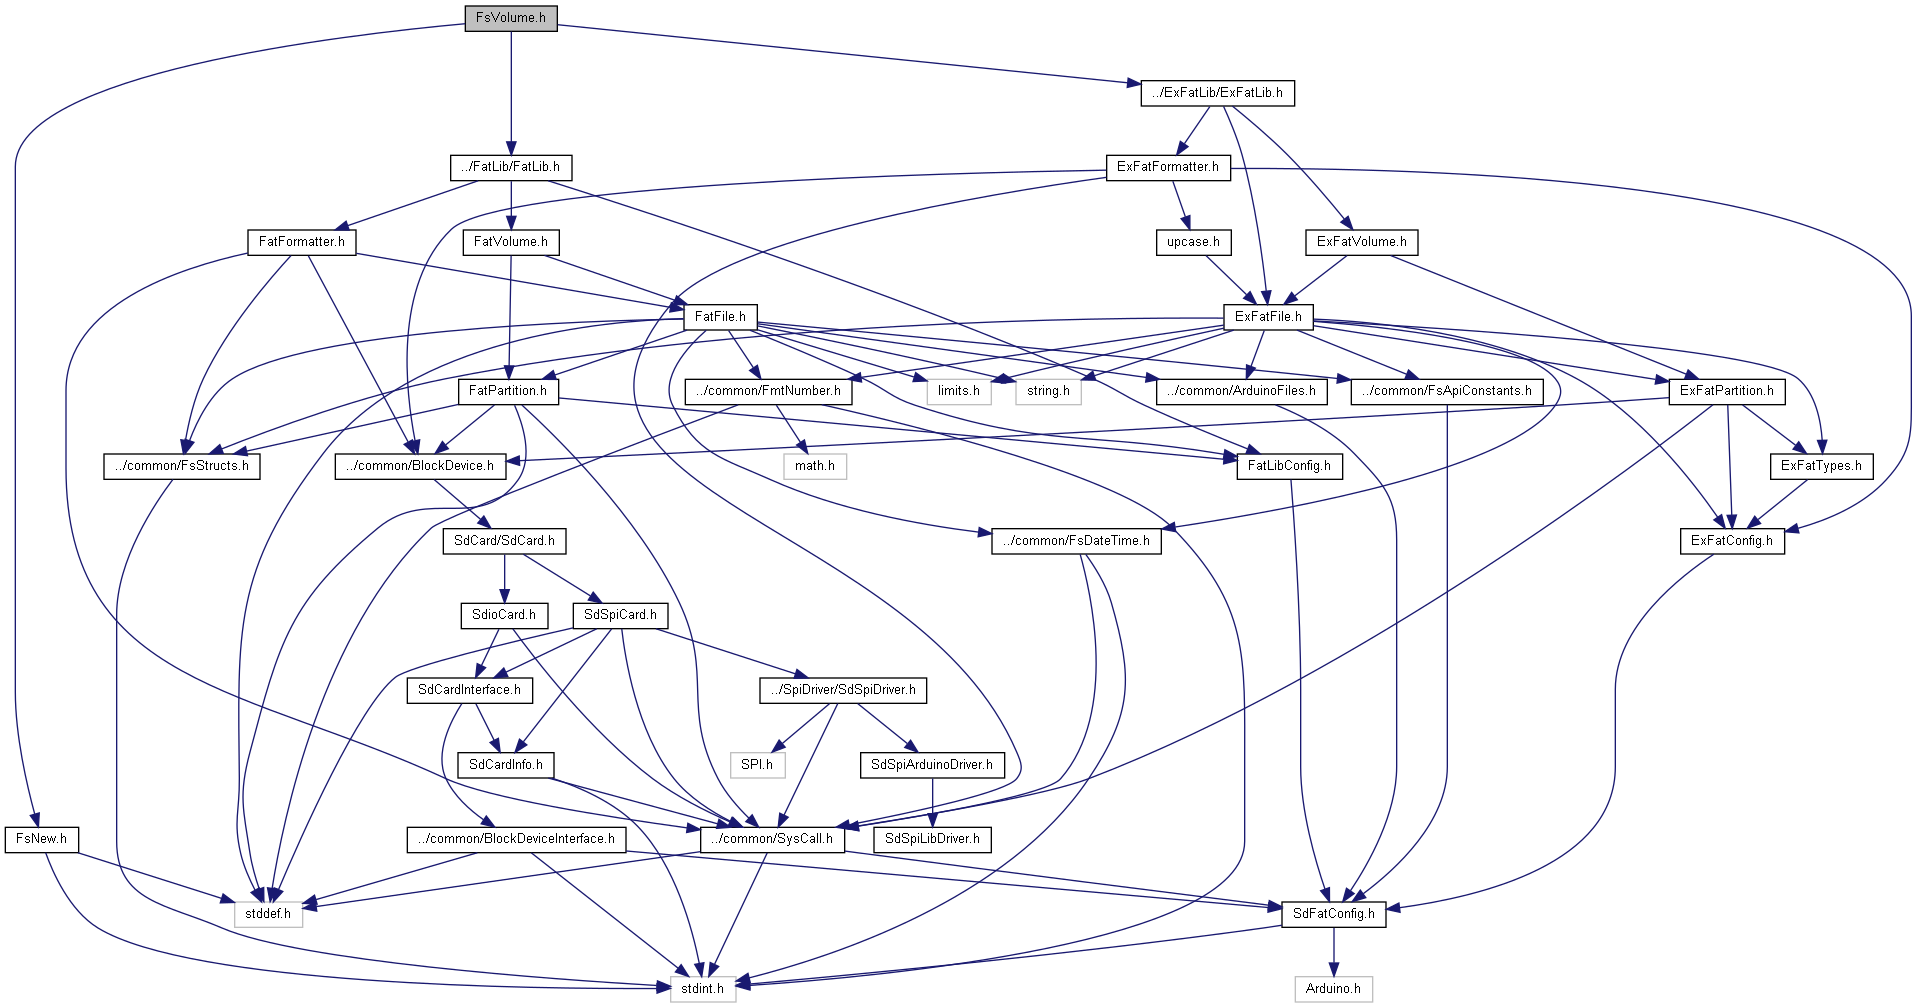 FsVolume.h
../ExFatLib/ExFatLib.h
../FatLib/FatLib.h
ExFatFormatter.h
FatFormatter.h
FatVolume.h
upcase.h
ExFatVolume.h
FatFile.h
ExFatFile.h
FatPartition.h
../common/FmtNumber.h
limits.h
string.h
../common/ArduinoFiles.h
../common/FsApiConstants.h
ExFatPartition.h
../common/FsStructs.h
../common/BlockDevice.h
math.h
FatLibConfig.h
ExFatTypes.h
SdCard/SdCard.h
../common/FsDateTime.h
ExFatConfig.h
SdioCard.h
SdSpiCard.h
SdCardInterface.h
../SpiDriver/SdSpiDriver.h
SdCardInfo.h
SPI.h
SdSpiArduinoDriver.h
FsNew.h
../common/BlockDeviceInterface.h
../common/SysCall.h
SdSpiLibDriver.h
stddef.h
SdFatConfig.h
stdint.h
Arduino.h